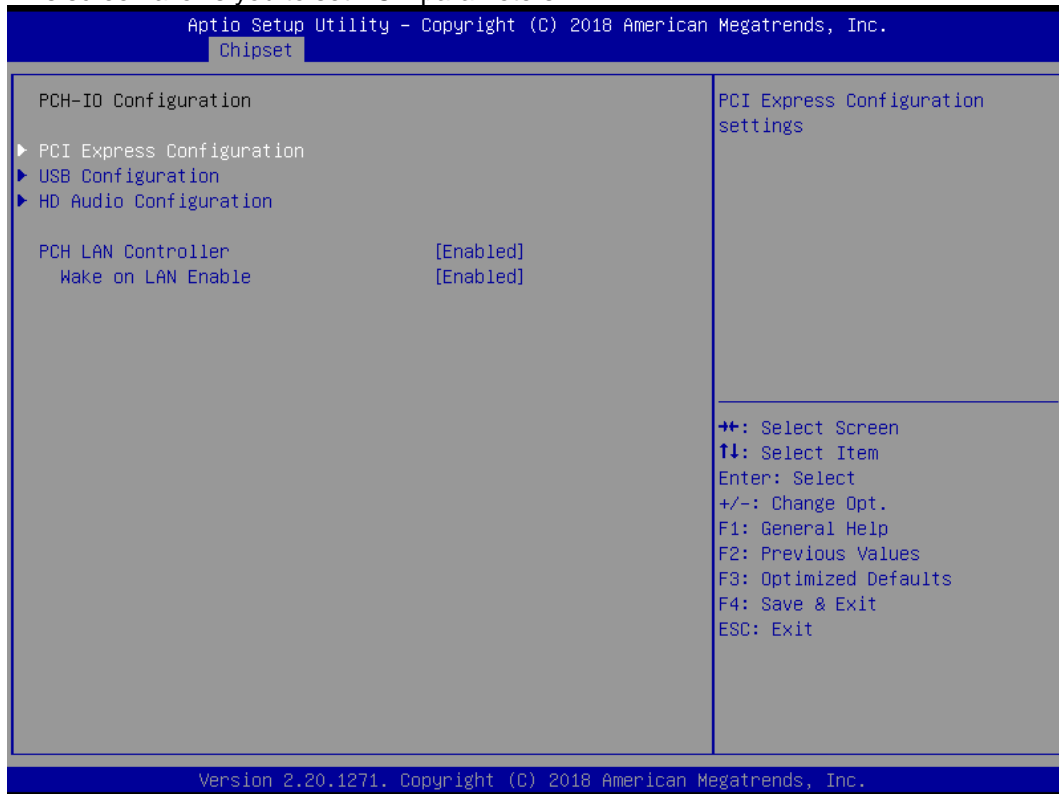 Aptio Setup Utility – Copyright (C) 2018 American Megatrends, Inc.
Chipset
PCH-IO Configuration
PCI Express Configuration
USB Configuration
HD Audio Configuration
PCH LAN Controller [Enabled]
Wake on LAN Enable [Enabled]
PCI Express Configuration
settings
→←: Select Screen
↑↓: Select Item
Enter: Select
+/-: Change Opt.
F1: General Help
F2: Previous Values
F3: Optimized Defaults
F4: Save & Exit
ESC: Exit
Version 2.20.1271. Copyright (C) 2018 American Megatrends, Inc.